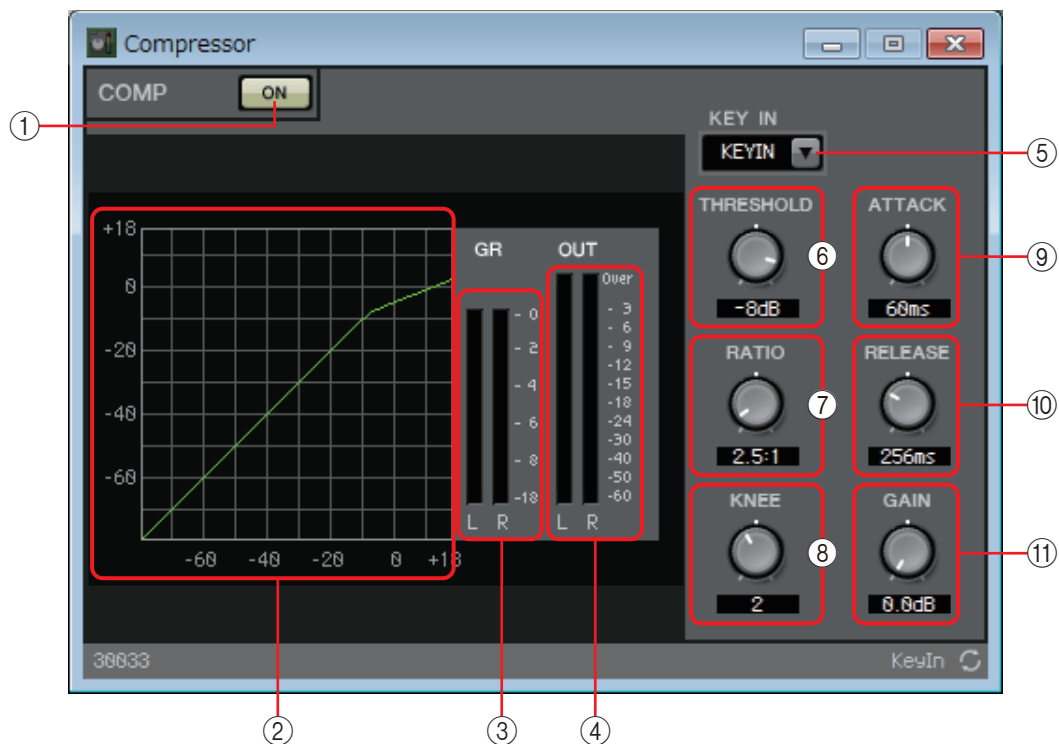 Compressor
COMP
ON
①
KEY IN
KEYIN
⑤
THRESHOLD
⑥
-8dB
ATTACK
⑨
60ms
RATIO
⑦
2.5:1
RELEASE
⑩
256ms
KNEE
⑧
2
GAIN
⑪
0.0dB
+18
0
-20
-40
-60
-60 -40 -20 0 +18
②
GR
- 0
- 2
- 4
- 6
- 8
-18
L R
③
OUT
Over
- 3
- 6
- 9
-12
-15
-18
-24
-30
-40
-50
-60
L R
④
30033
KeyIn